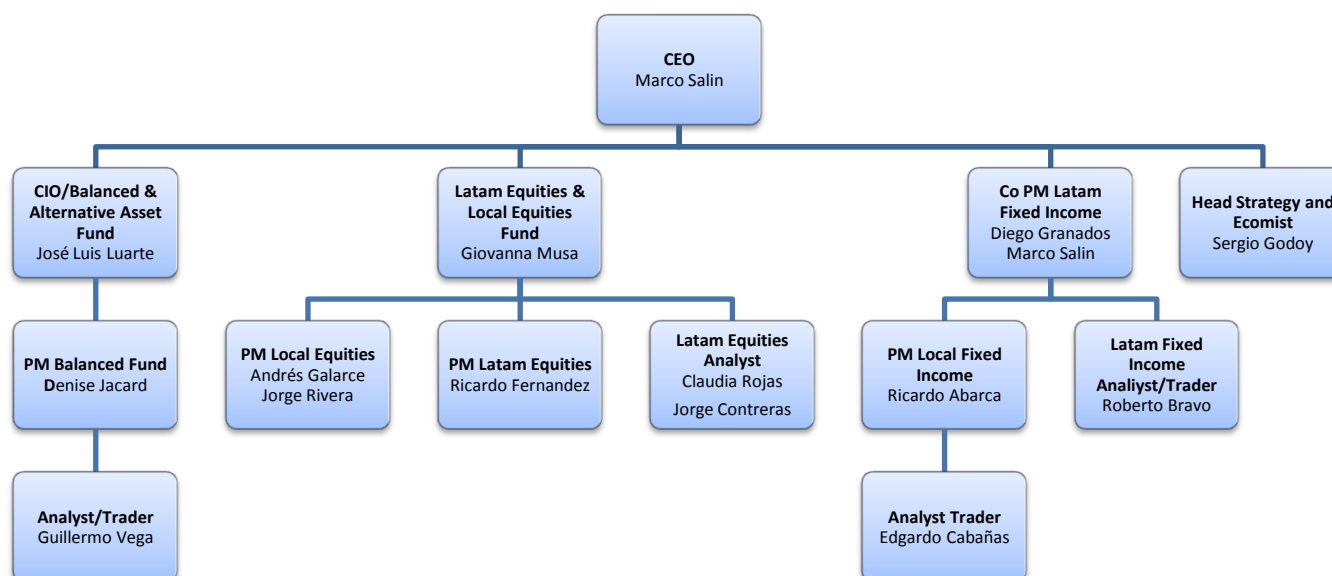 CEO
Marco Salin
CIO/Balanced &
Alternative Asset
Fund
José Luis Luarte
Latam Equities &
Local Equities
Fund
Giovanna Musa
Co PM Latam
Fixed Income
Diego Granados
Marco Salin
Head Strategy and
Ecomist
Sergio Godoy
PM Balanced Fund
Denise Jacard
PM Local Equities
Andrés Galarce
Jorge Rivera
PM Latam Equities
Ricardo Fernandez
Latam Equities
Analyst
Claudia Rojas
Jorge Contreras
PM Local Fixed
Income
Ricardo Abarca
Latam Fixed
Income
Analyist/Trader
Roberto Bravo
Analyst/Trader
Guillermo Vega
Analyst Trader
Edgardo Cabañas